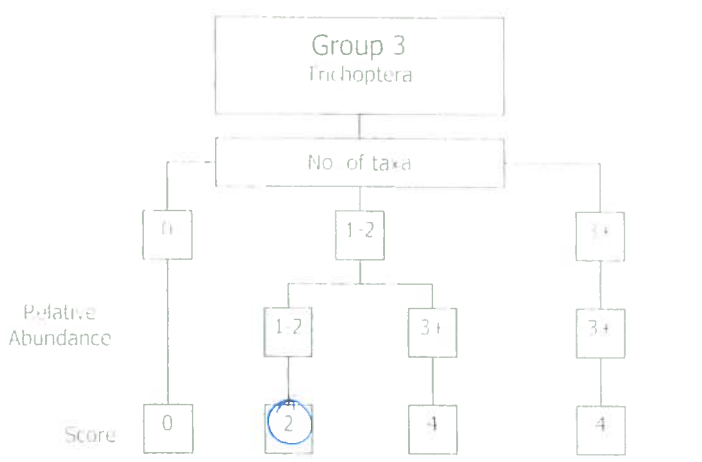 Group 3
Trichoptera
No. of taxa
0 1-2 3+
Relative
Abundance
1-2 3+ 3+
Score
0 2 4 4